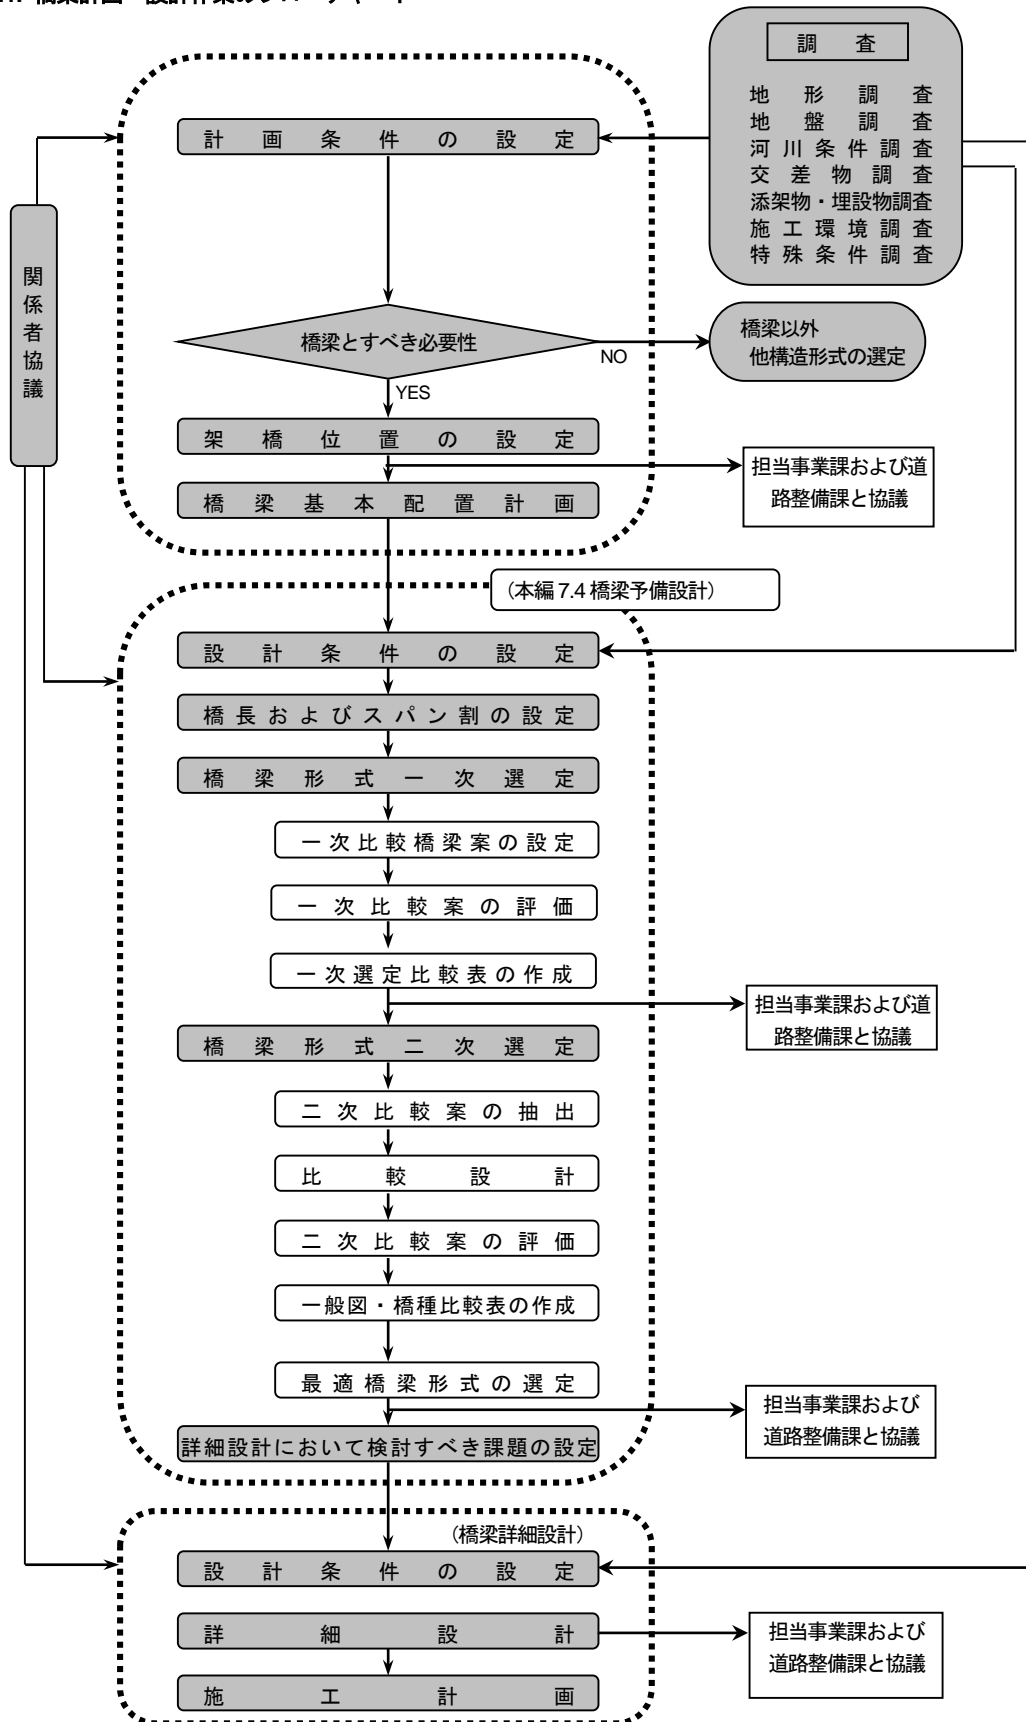 調査
地形調査
地盤調査
河川条件調査
交差物調査
添架物・埋設物調査
施工環境調査
特殊条件調査
計画条件の設定
関係者協議
橋梁とすべき必要性
NO
橋梁以外
他構造形式の選定
YES
架橋位置の設定
担当事業課および道
路整備課と協議
橋梁基本配置計画
(本編 7.4 橋梁予備設計)
設計条件の設定
橋長およびスパン割の設定
橋梁形式一次選定
一次比較橋梁案の設定
一次比較案の評価
一次選定比較表の作成
担当事業課および道
路整備課と協議
橋梁形式二次選定
二次比較案の抽出
比較設計
二次比較案の評価
一般図・橋種比較表の作成
最適橋梁形式の選定
担当事業課および
道路整備課と協議
詳細設計において検討すべき課題の設定
(橋梁詳細設計)
設計条件の設定
詳細設計
担当事業課および
道路整備課と協議
施工計画